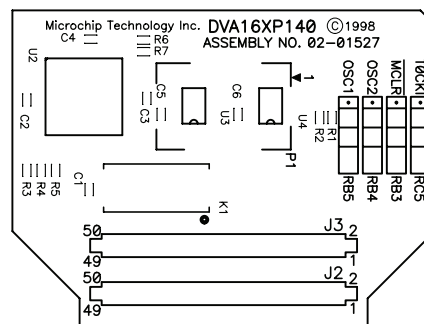 Microchip Technology Inc. DVA16XP140 ©1998
ASSEMBLY NO. 02-01527
C4
R6
R7
U2
1
OSC1
OSC2
MCLR
T0CKI
C5
C3
C6
U3
U4
R2
R1
C2
P1
R3
R4
R5
C1
K1
RB5
RB4
RB3
RC5
50
J3
2
49
1
50
J2
2
49
1